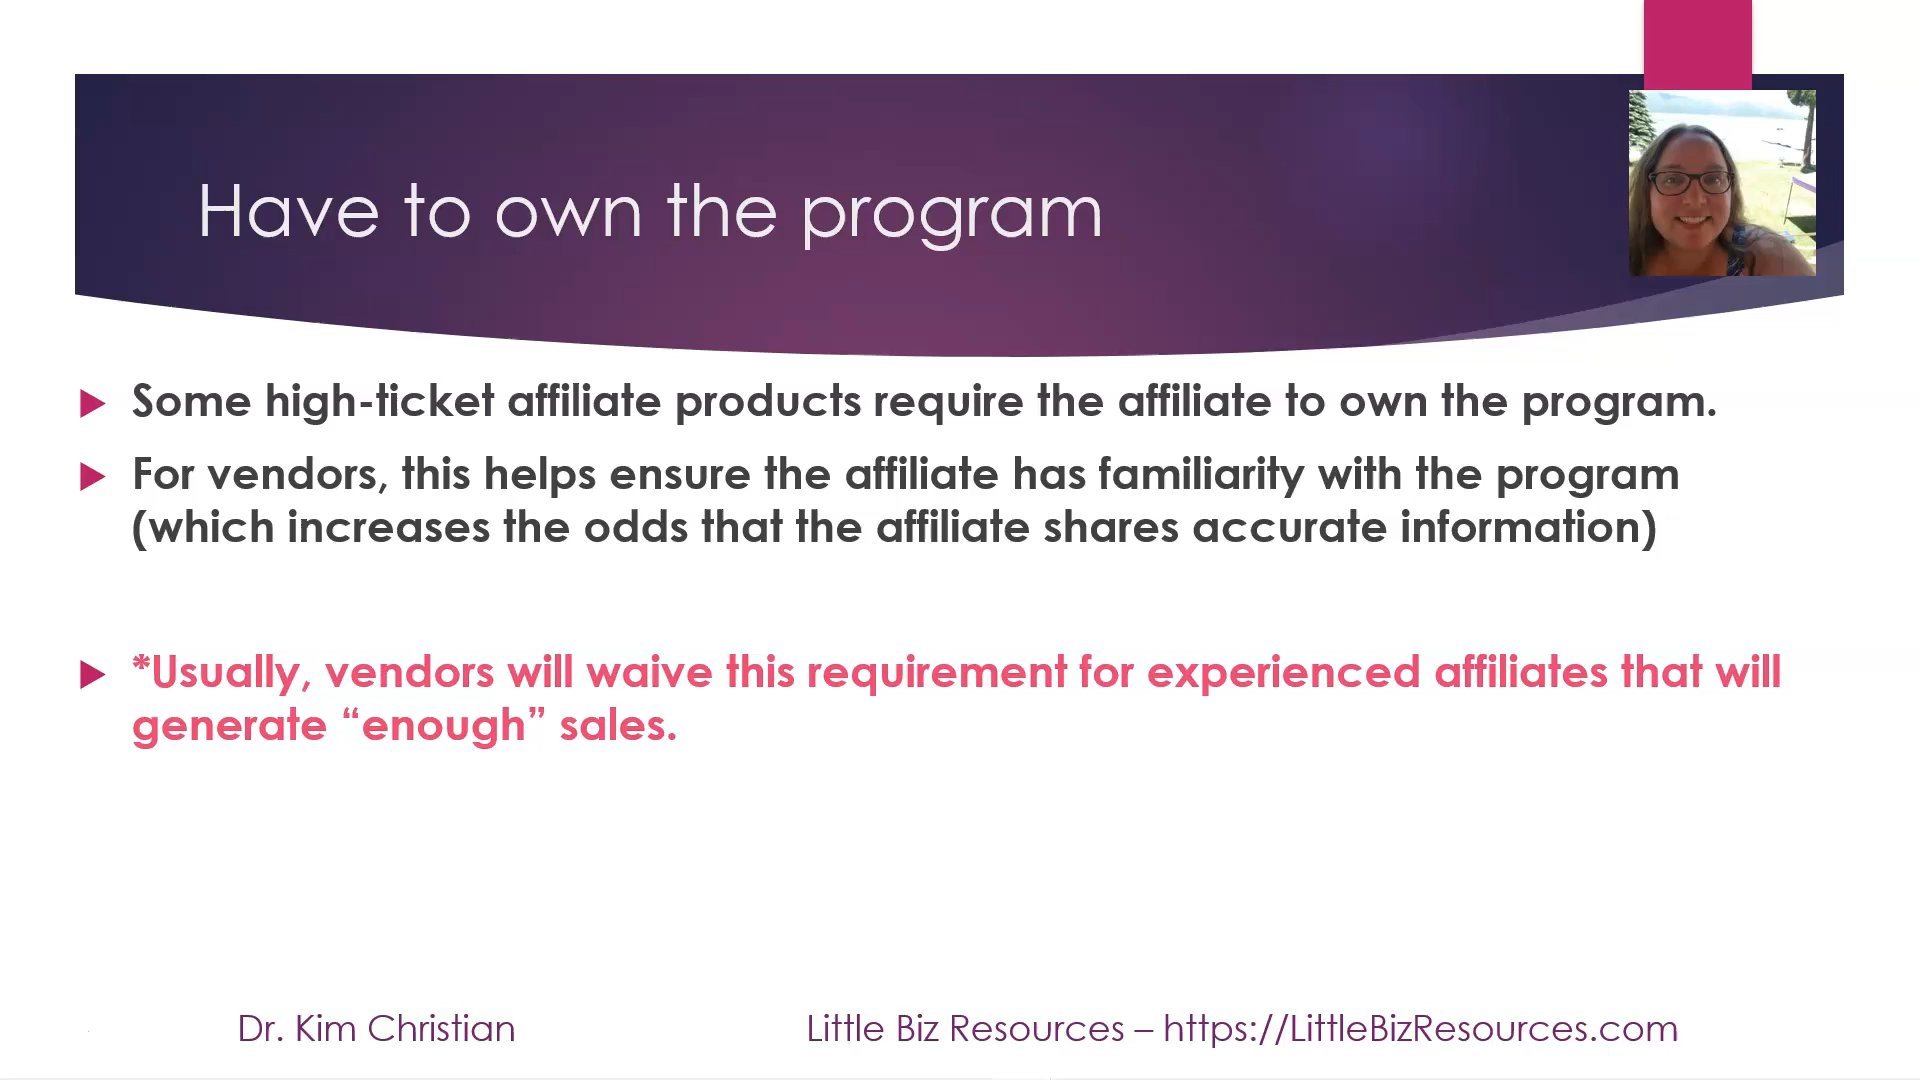 Have to own the program
Some high-ticket affiliate products require the affiliate to own the program.
For vendors, this helps ensure the affiliate has familiarity with the program
(which increases the odds that the affiliate shares accurate information)
*Usually, vendors will waive this requirement for experienced affiliates that will
generate “enough” sales.
Dr. Kim Christian
Little Biz Resources – https://LittleBizResources.com